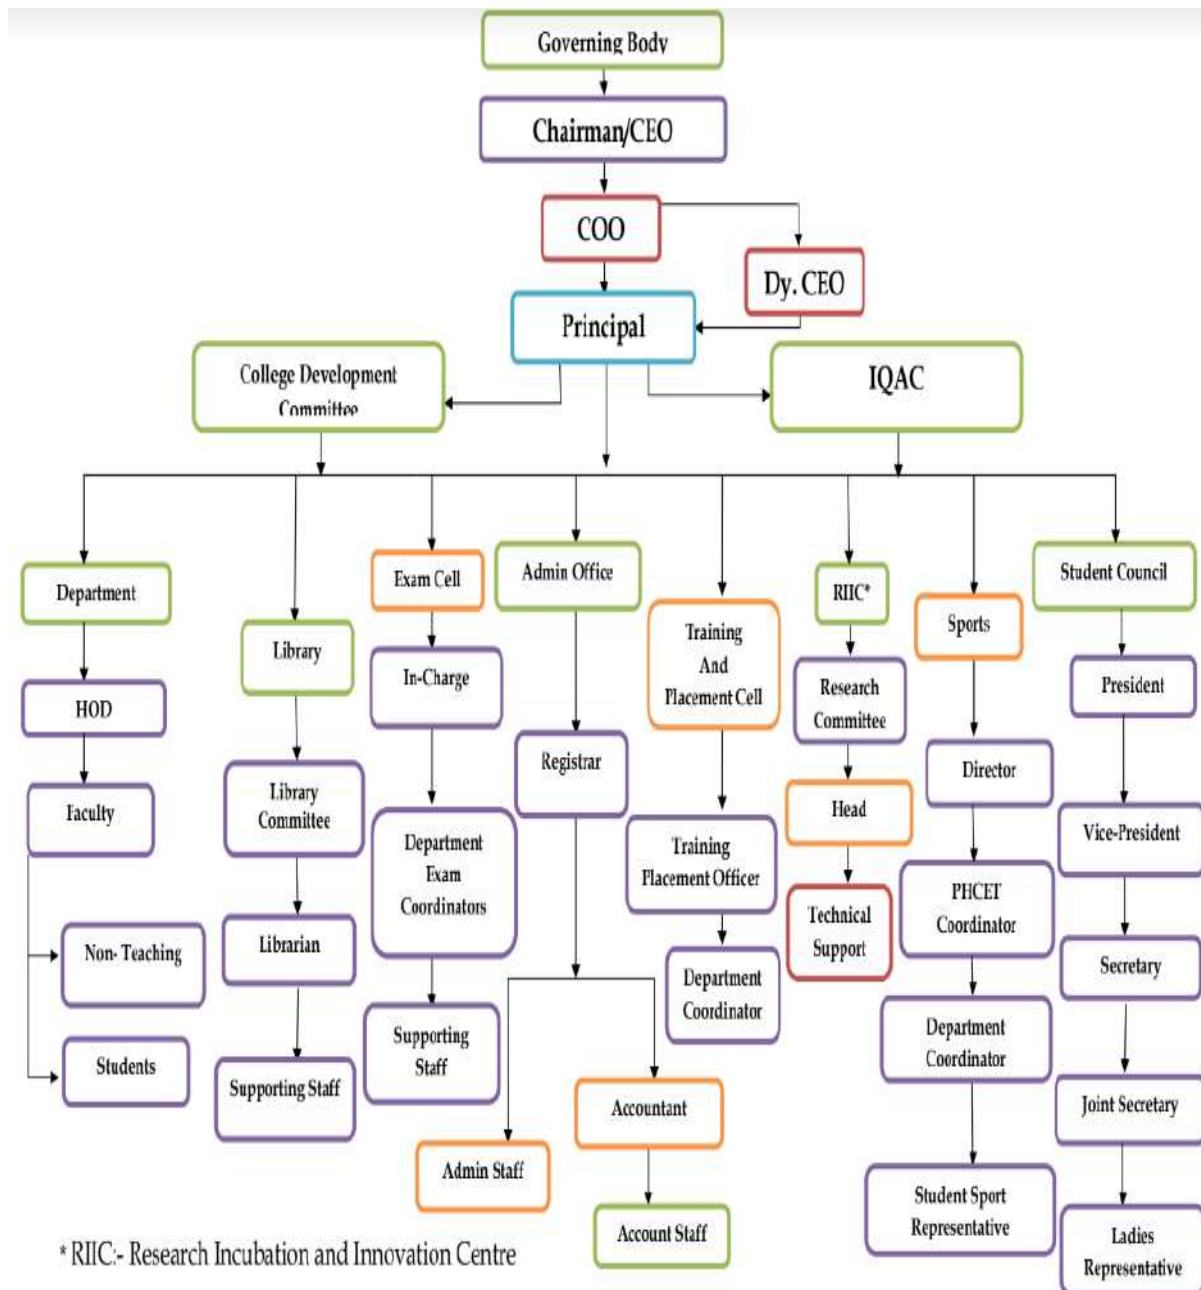 Governing Body
Chairman/CEO
COO
Dy. CEO
Principal
College Development
Committee
IQAC
Department
HOD
Faculty
Non- Teaching
Students
Library
Library
Committee
Librarian
Supporting Staff
Exam Cell
In-Charge
Department
Exam
Coordinators
Supporting
Staff
Admin Office
Registrar
Admin Staff
Accountant
Account Staff
Training
And
Placement Cell
Training
Placement Officer
Department
Coordinator
RIIC*
Research
Committee
Head
Technical
Support
Sports
Director
PHCET
Coordinator
Department
Coordinator
Student Sport
Representative
Student Council
President
Vice-President
Secretary
Joint Secretary
Ladies
Representative
* RIIC:- Research Incubation and Innovation Centre